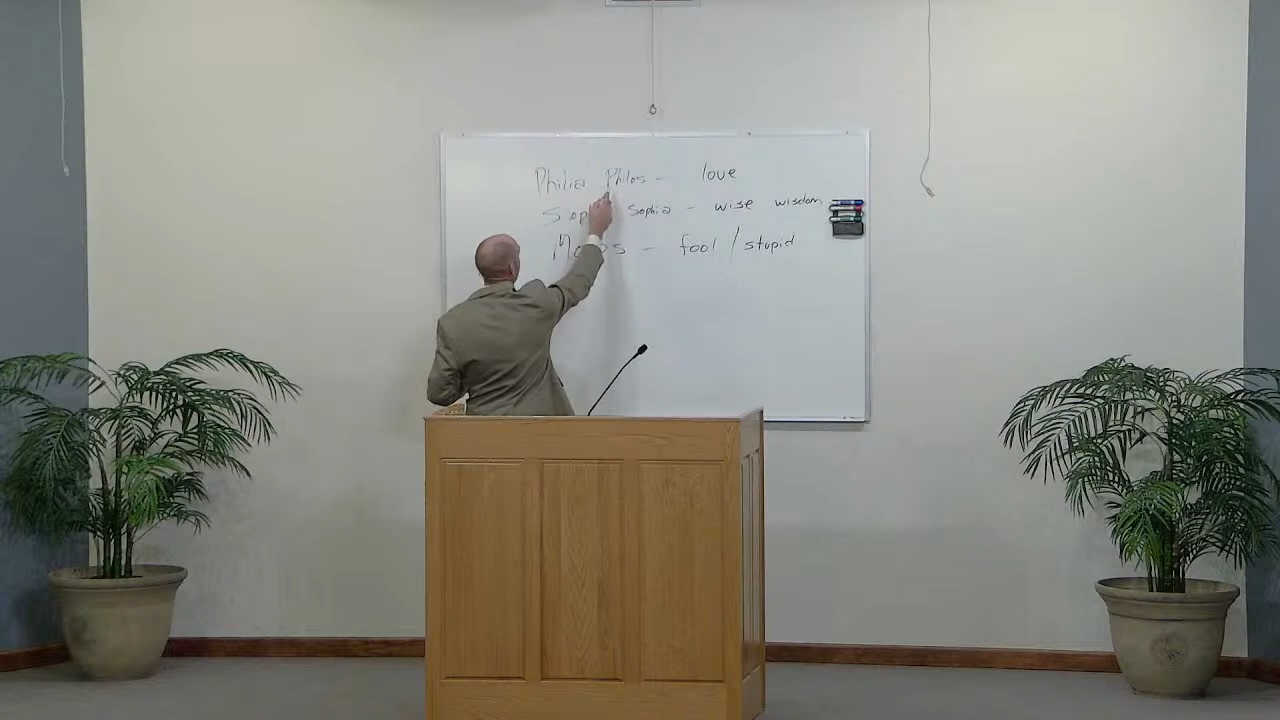 Philia Philos - love
Sophia - wise wisdom
- fool / stupid